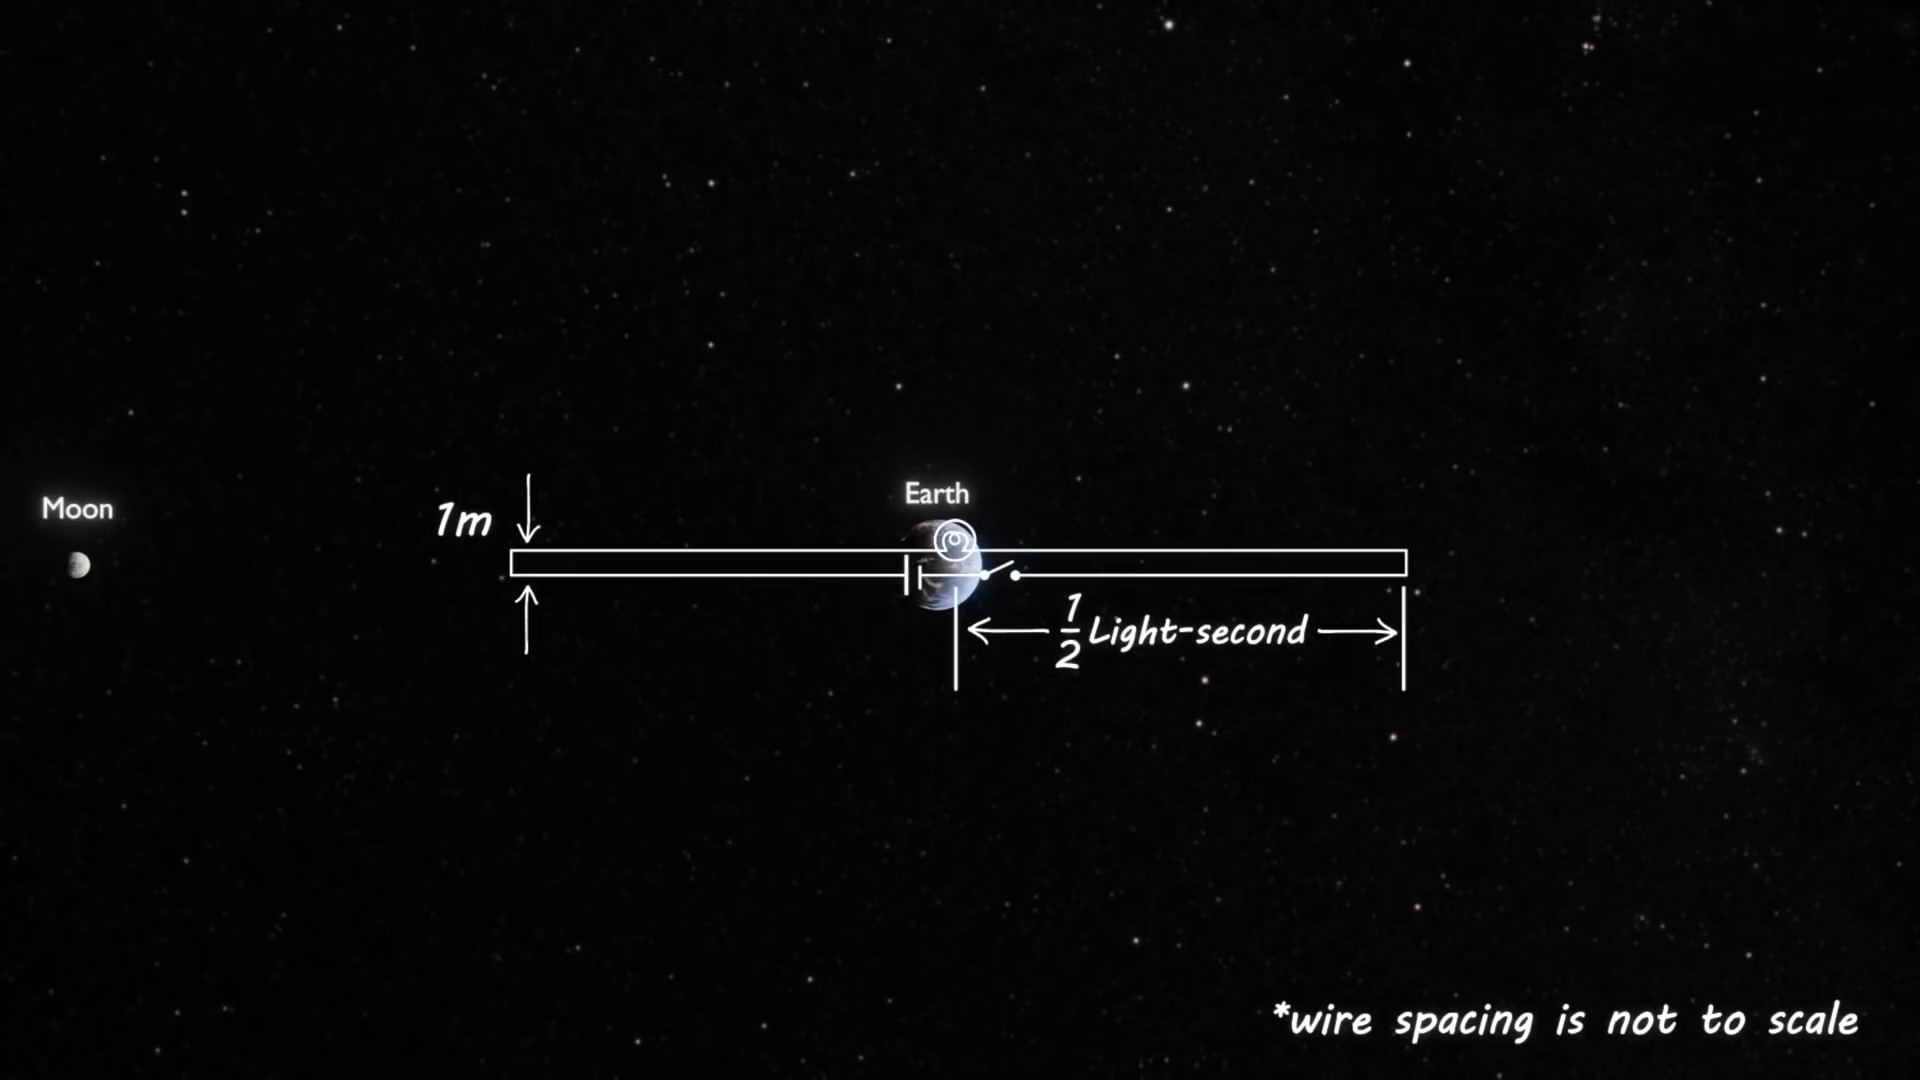 Moon
1m
Earth
1/2 Light-second
*wire spacing is not to scale